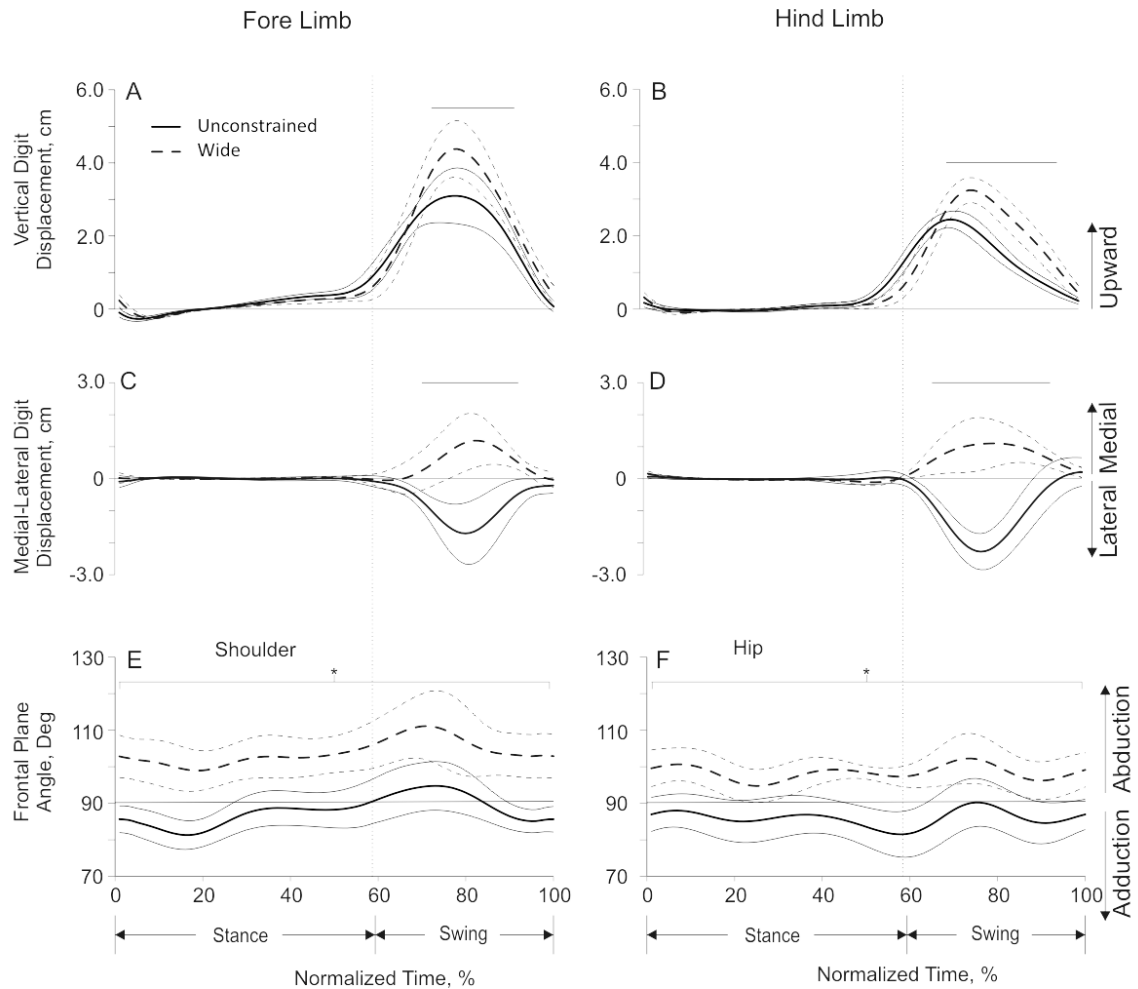 Fore Limb
Hind Limb
A
Unconstrained
Wide
6.0
4.0
2.0
0
Vertical Digit
Displacement, cm
B
6.0
4.0
2.0
0
Upward
C
3.0
0
-3.0
Medial-Lateral Digit
Displacement, cm
D
3.0
0
-3.0
Lateral Medial
E
Shoulder
*
130
110
90
70
Frontal Plane
Angle, Deg
0 20 40 60 80 100
F
Hip
*
130
110
90
70
0 20 40 60 80 100
Adduction Abduction
Stance
Swing
Stance
Swing
Normalized Time, %
Normalized Time, %